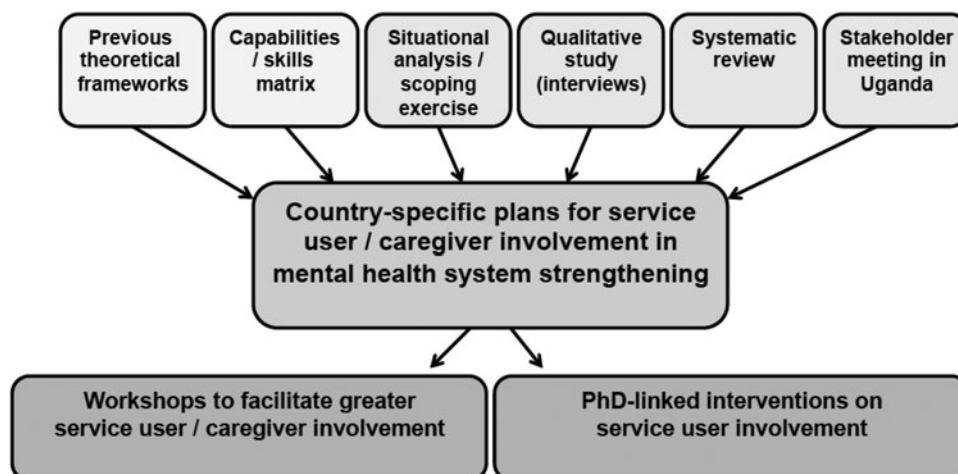 Previous
theoretical
frameworks
Capabilities
/ skills
matrix
Situational
analysis /
scoping
exercise
Qualitative
study
(interviews)
Systematic
review
Stakeholder
meeting in
Uganda
Country-specific plans for service
user / caregiver involvement in
mental health system strengthening
Workshops to facilitate greater
service user / caregiver involvement
PhD-linked interventions on
service user involvement